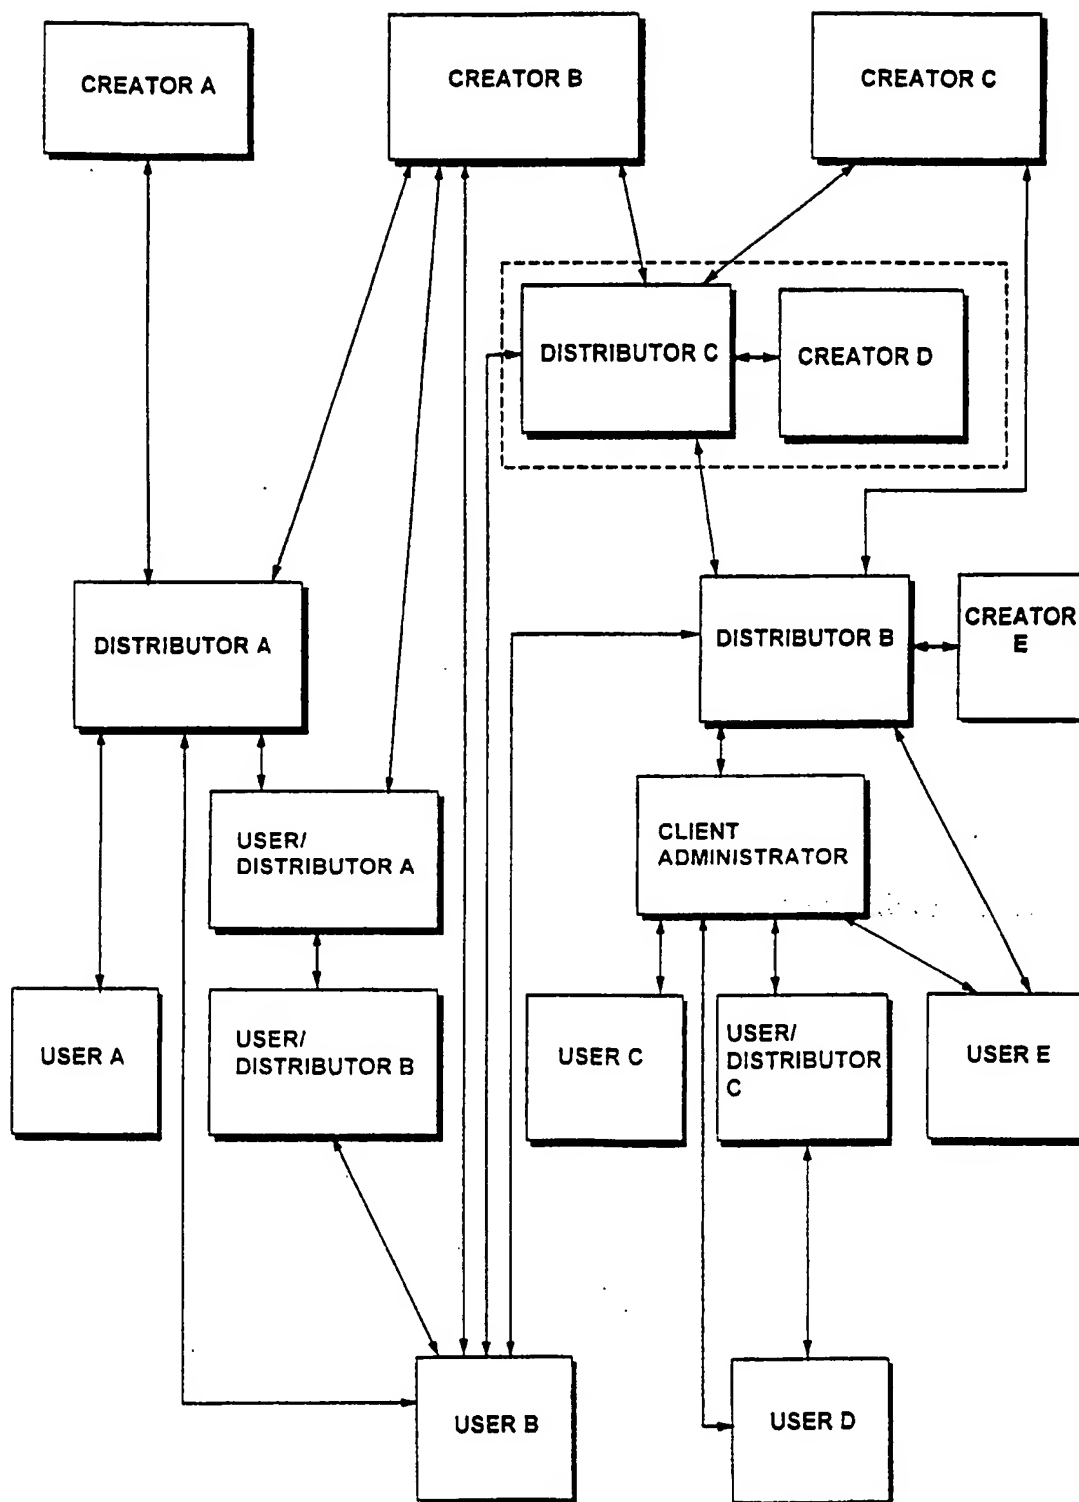 CREATOR A
CREATOR B
CREATOR C
DISTRIBUTOR C
CREATOR D
DISTRIBUTOR A
DISTRIBUTOR B
CREATOR
E
USER/
DISTRIBUTOR A
CLIENT
ADMINISTRATOR
USER A
USER/
DISTRIBUTOR B
USER C
USER/
DISTRIBUTOR
C
USER E
USER B
USER D